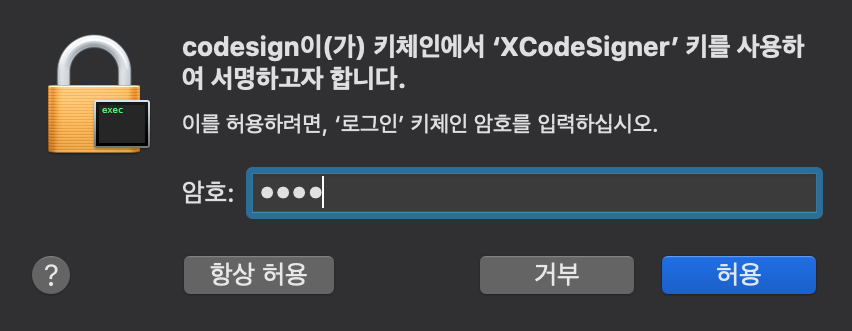 codesign이(가) 키체인에서 ‘XCodeSigner’ 키를 사용하
여 서명하고자 합니다.
이를 허용하려면, ‘로그인’ 키체인 암호를 입력하십시오.
exec
암호: ●●●●
? 항상 허용 거부 허용